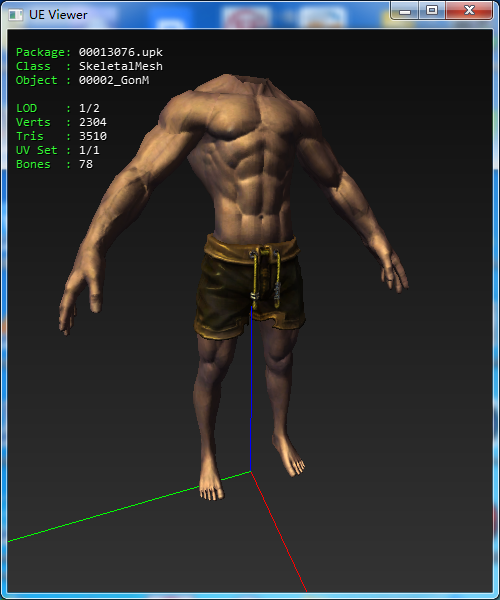 UE Viewer
Package: 00013076.upk
Class : SkeletalMesh
Object : 00002_GonM
LOD : 1/2
Verts : 2304
Tris : 3510
UV Set : 1/1
Bones : 78